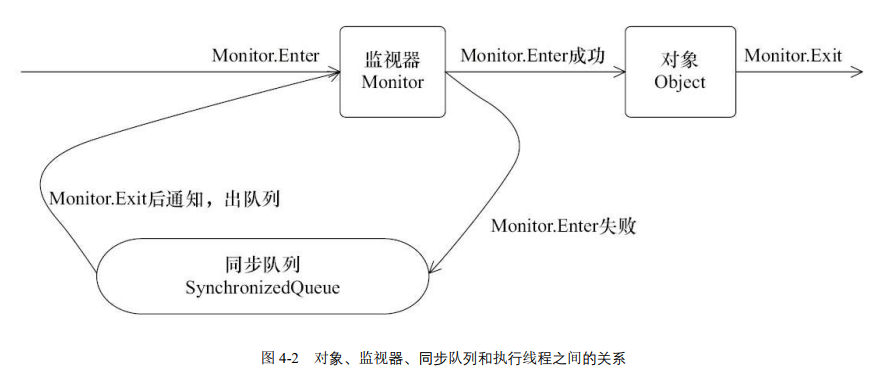 Monitor.Enter
监视器
Monitor
Monitor.Enter成功
对象
Object
Monitor.Exit
Monitor.Exit后通知，出队列
Monitor.Enter失败
同步队列
SynchronizedQueue
图 4-2 对象、监视器、同步队列和执行线程之间的关系